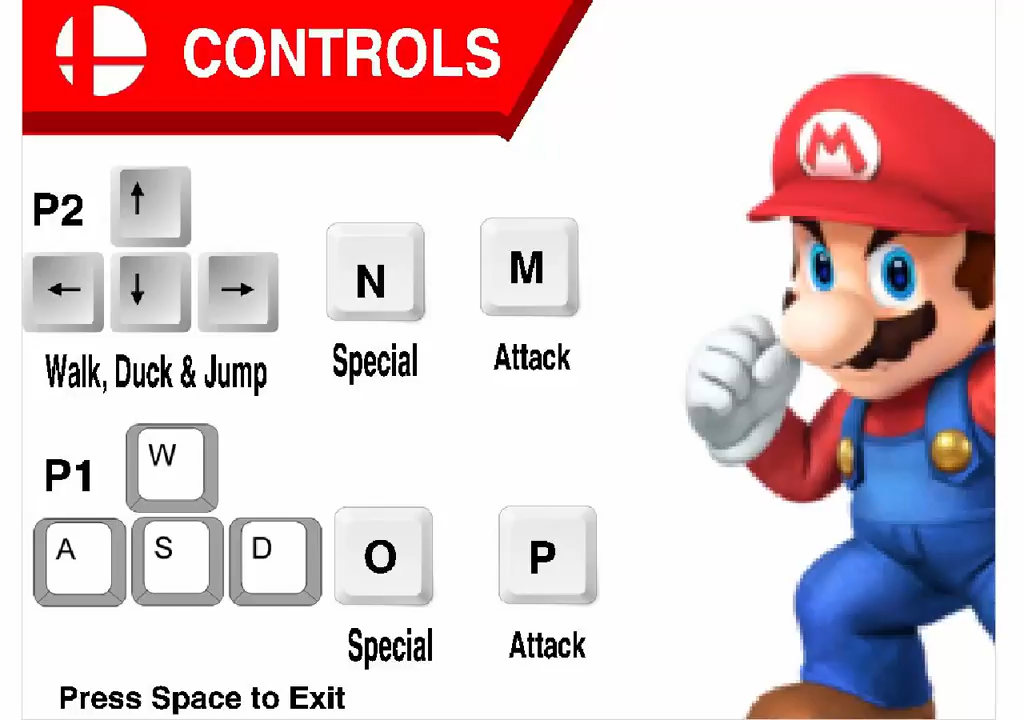 CONTROLS
P2
↑
← ↓ →
N M
Walk, Duck & Jump
Special Attack
P1
W
A S D
O P
Special Attack
Press Space to Exit
M